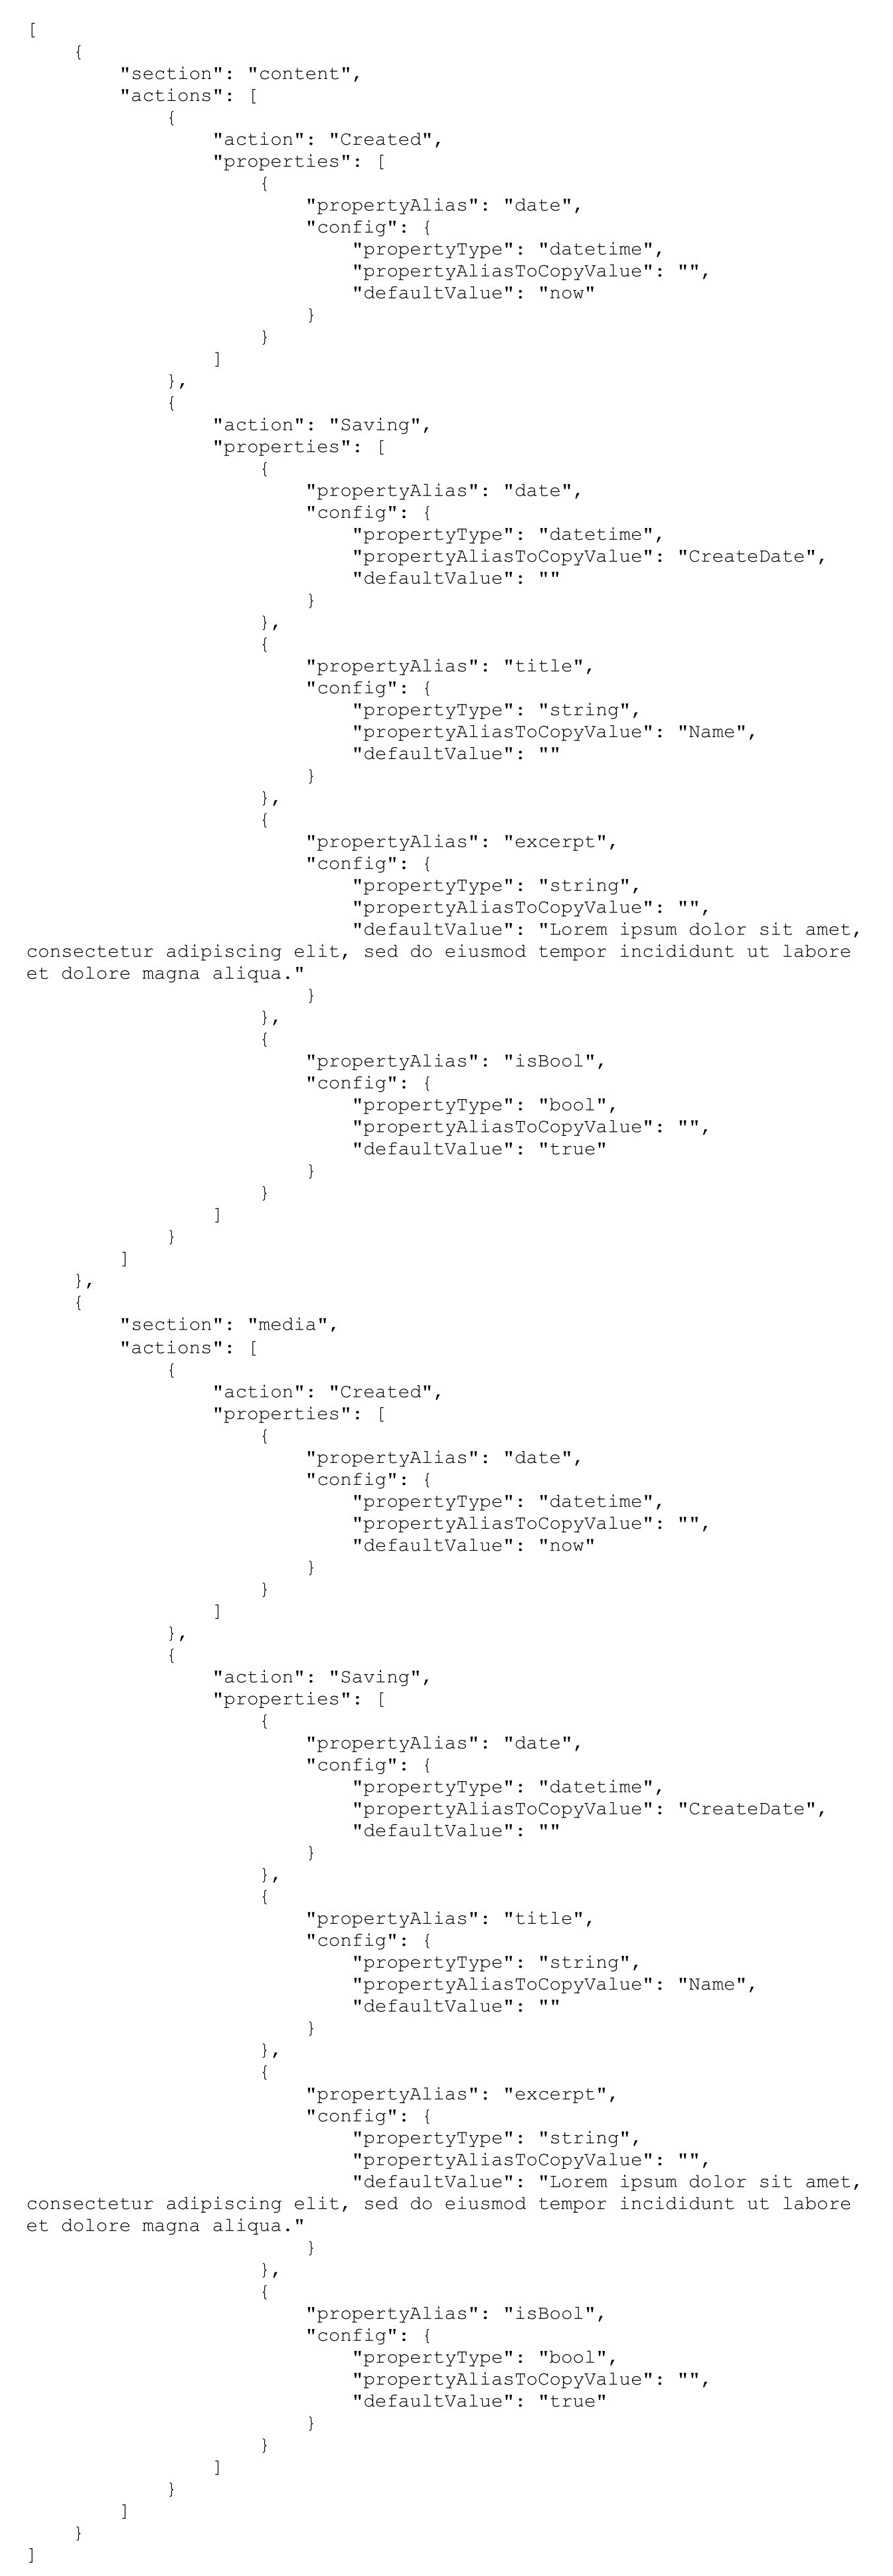 [
    {
        "section": "content",
        "actions": [
            {
                "action": "Created",
                "properties": [
                    {
                        "propertyAlias": "date",
                        "config": {
                            "propertyType": "datetime",
                            "propertyAliasToCopyValue": "",
                            "defaultValue": "now"
                        }
                    }
                ]
            },
            {
                "action": "Saving",
                "properties": [
                    {
                        "propertyAlias": "date",
                        "config": {
                            "propertyType": "datetime",
                            "propertyAliasToCopyValue": "CreateDate",
                            "defaultValue": ""
                        }
                    },
                    {
                        "propertyAlias": "title",
                        "config": {
                            "propertyType": "string",
                            "propertyAliasToCopyValue": "Name",
                            "defaultValue": ""
                        }
                    },
                    {
                        "propertyAlias": "excerpt",
                        "config": {
                            "propertyType": "string",
                            "propertyAliasToCopyValue": "",
                            "defaultValue": "Lorem ipsum dolor sit amet,
consectetur adipiscing elit, sed do eiusmod tempor incididunt ut labore
et dolore magna aliqua."
                        }
                    },
                    {
                        "propertyAlias": "isBool",
                        "config": {
                            "propertyType": "bool",
                            "propertyAliasToCopyValue": "",
                            "defaultValue": "true"
                        }
                    }
                ]
            }
        ]
    },
    {
        "section": "media",
        "actions": [
            {
                "action": "Created",
                "properties": [
                    {
                        "propertyAlias": "date",
                        "config": {
                            "propertyType": "datetime",
                            "propertyAliasToCopyValue": "",
                            "defaultValue": "now"
                        }
                    }
                ]
            },
            {
                "action": "Saving",
                "properties": [
                    {
                        "propertyAlias": "date",
                        "config": {
                            "propertyType": "datetime",
                            "propertyAliasToCopyValue": "CreateDate",
                            "defaultValue": ""
                        }
                    },
                    {
                        "propertyAlias": "title",
                        "config": {
                            "propertyType": "string",
                            "propertyAliasToCopyValue": "Name",
                            "defaultValue": ""
                        }
                    },
                    {
                        "propertyAlias": "excerpt",
                        "config": {
                            "propertyType": "string",
                            "propertyAliasToCopyValue": "",
                            "defaultValue": "Lorem ipsum dolor sit amet,
consectetur adipiscing elit, sed do eiusmod tempor incididunt ut labore
et dolore magna aliqua."
                        }
                    },
                    {
                        "propertyAlias": "isBool",
                        "config": {
                            "propertyType": "bool",
                            "propertyAliasToCopyValue": "",
                            "defaultValue": "true"
                        }
                    }
                ]
            }
        ]
    }
]